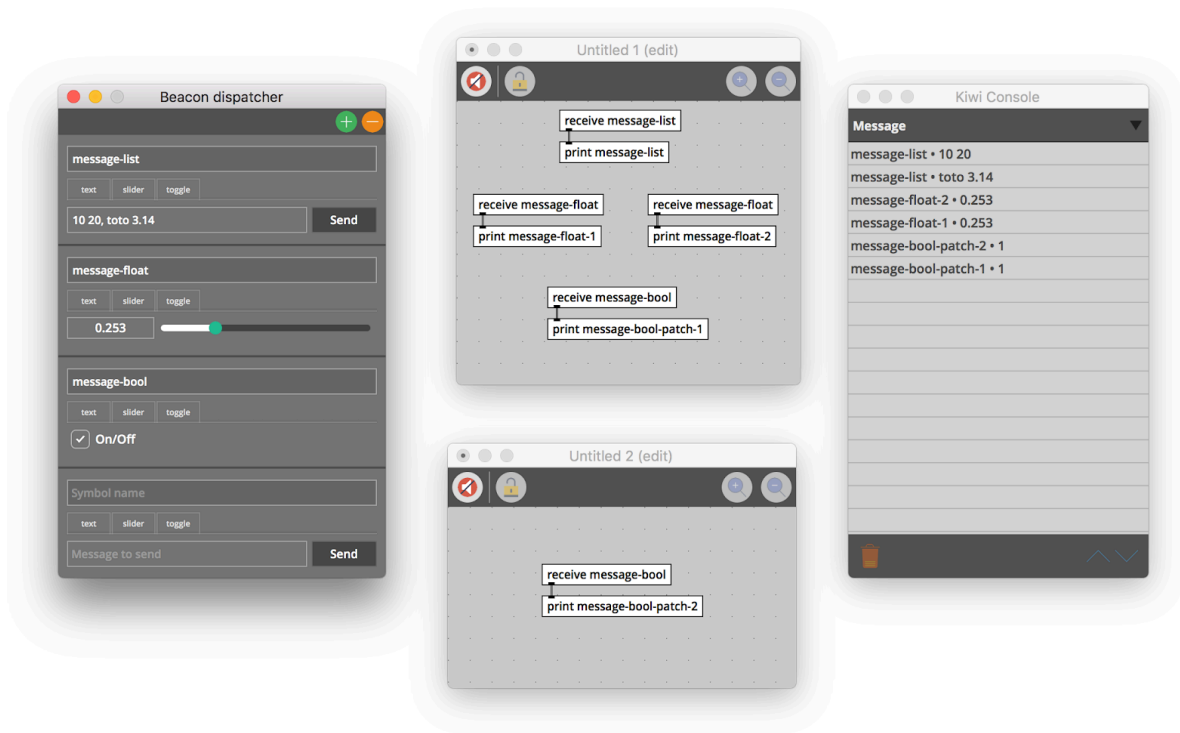 Beacon dispatcher
message-list
text slider toggle
10 20, toto 3.14 Send
message-float
text slider toggle
0.253
message-bool
text slider toggle
On/Off
Symbol name
text slider toggle
Message to send Send
Untitled 1 (edit)
receive message-list
print message-list
receive message-float receive message-float
print message-float-1 print message-float-2
receive message-bool
print message-bool-patch-1
Untitled 2 (edit)
receive message-bool
print message-bool-patch-2
Kiwi Console
Message
message-list • 10 20
message-list • toto 3.14
message-float-2 • 0.253
message-float-1 • 0.253
message-bool-patch-2 • 1
message-bool-patch-1 • 1